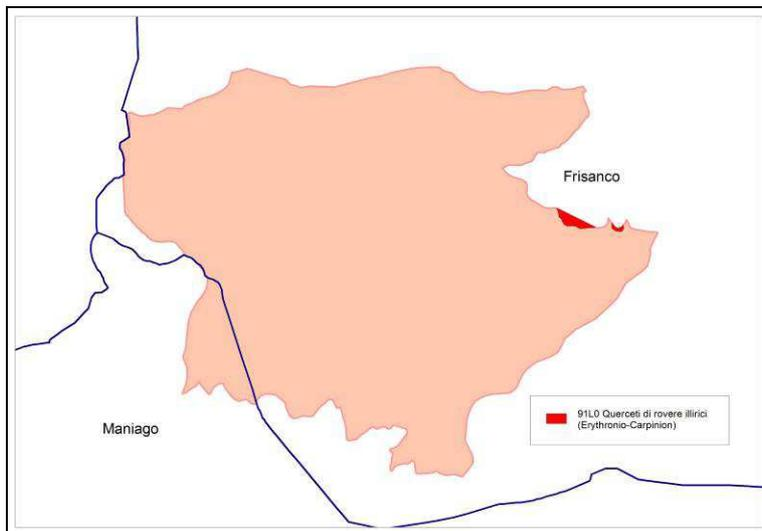 Frisanco
91L0 Querceti di rovere illirici
(Erythronio-Carpinion)
Maniago